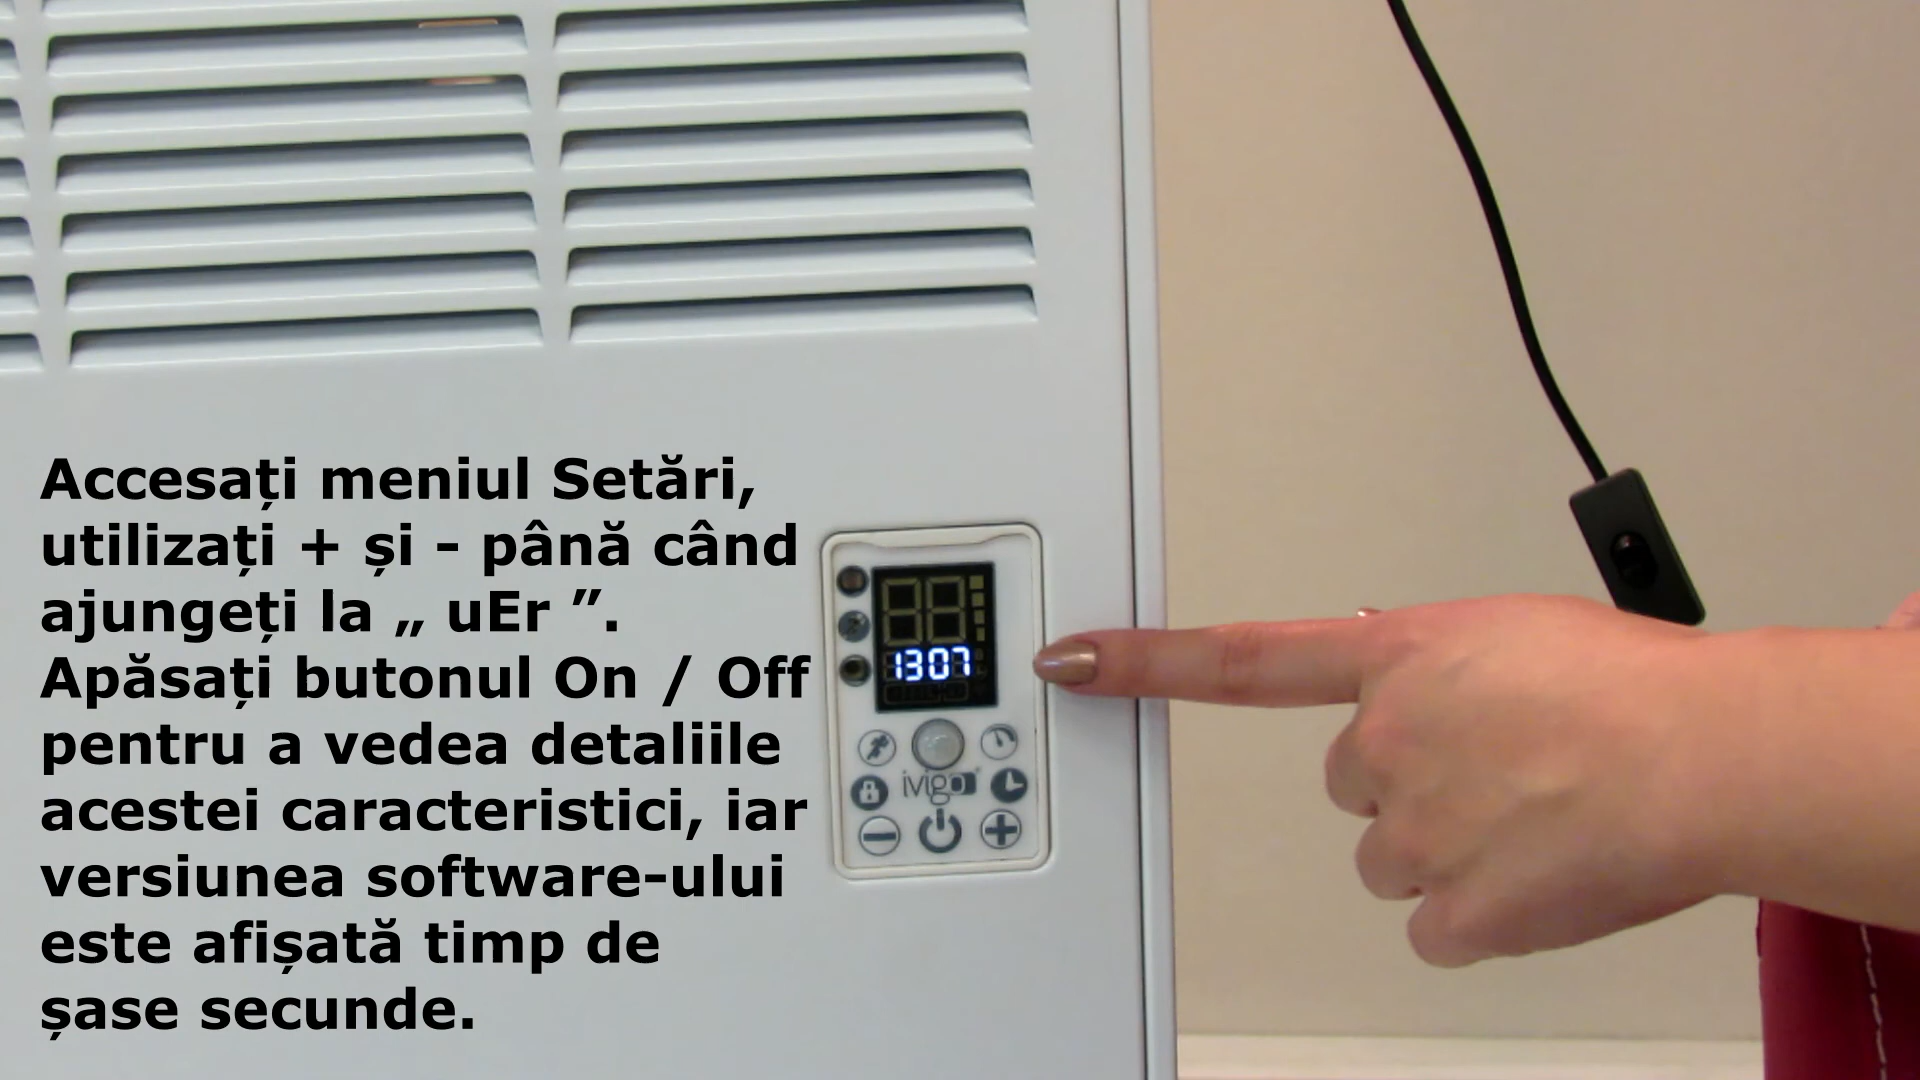 Accesați meniul Setări,
utilizați + și - până când
ajungeți la „ uEr ”.
Apăsați butonul On / Off
pentru a vedea detaliile
acestei caracteristici, iar
versiunea software-ului
este afișată timp de
șase secunde.
1307
ivigo